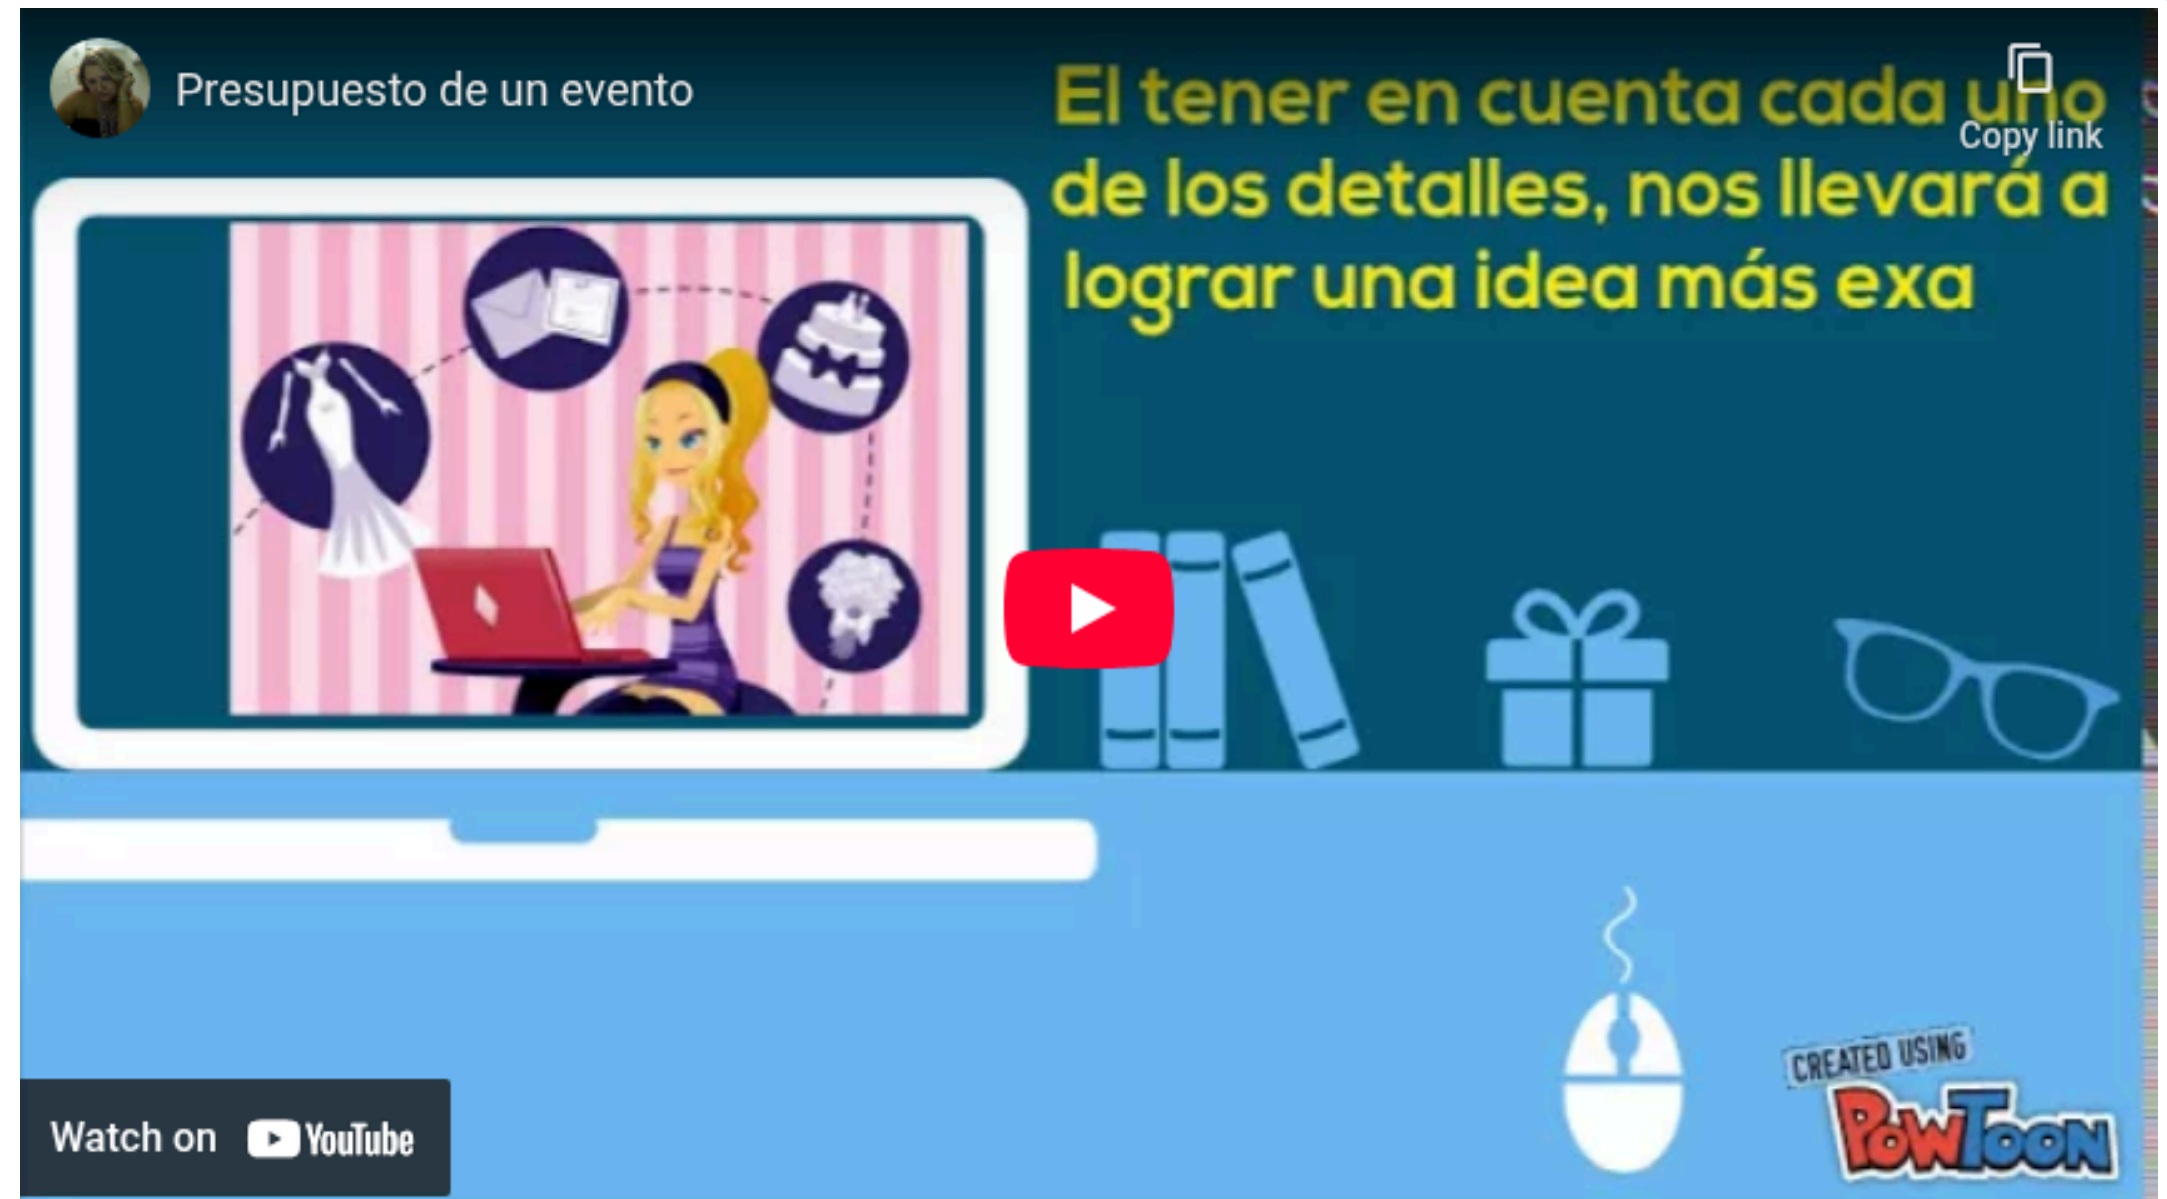 Presupuesto de un evento
Copy link
El tener en cuenta cada uno
de los detalles, nos llevará a
lograr una idea más exa
CREATED USING
POWTOON
Watch on YouTube